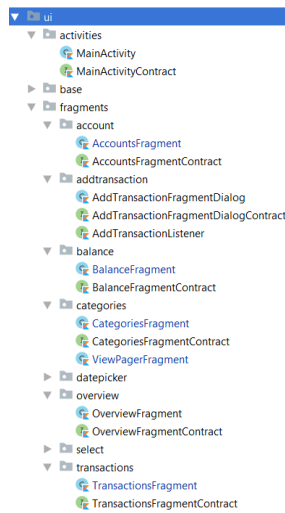 ui
activities
MainActivity
MainActivityContract
base
fragments
account
AccountsFragment
AccountsFragmentContract
addtransaction
AddTransactionFragmentDialog
AddTransactionFragmentDialogContract
AddTransactionListener
balance
BalanceFragment
BalanceFragmentContract
categories
CategoriesFragment
CategoriesFragmentContract
ViewPagerFragment
datepicker
overview
OverviewFragment
OverviewFragmentContract
select
transactions
TransactionsFragment
TransactionsFragmentContract